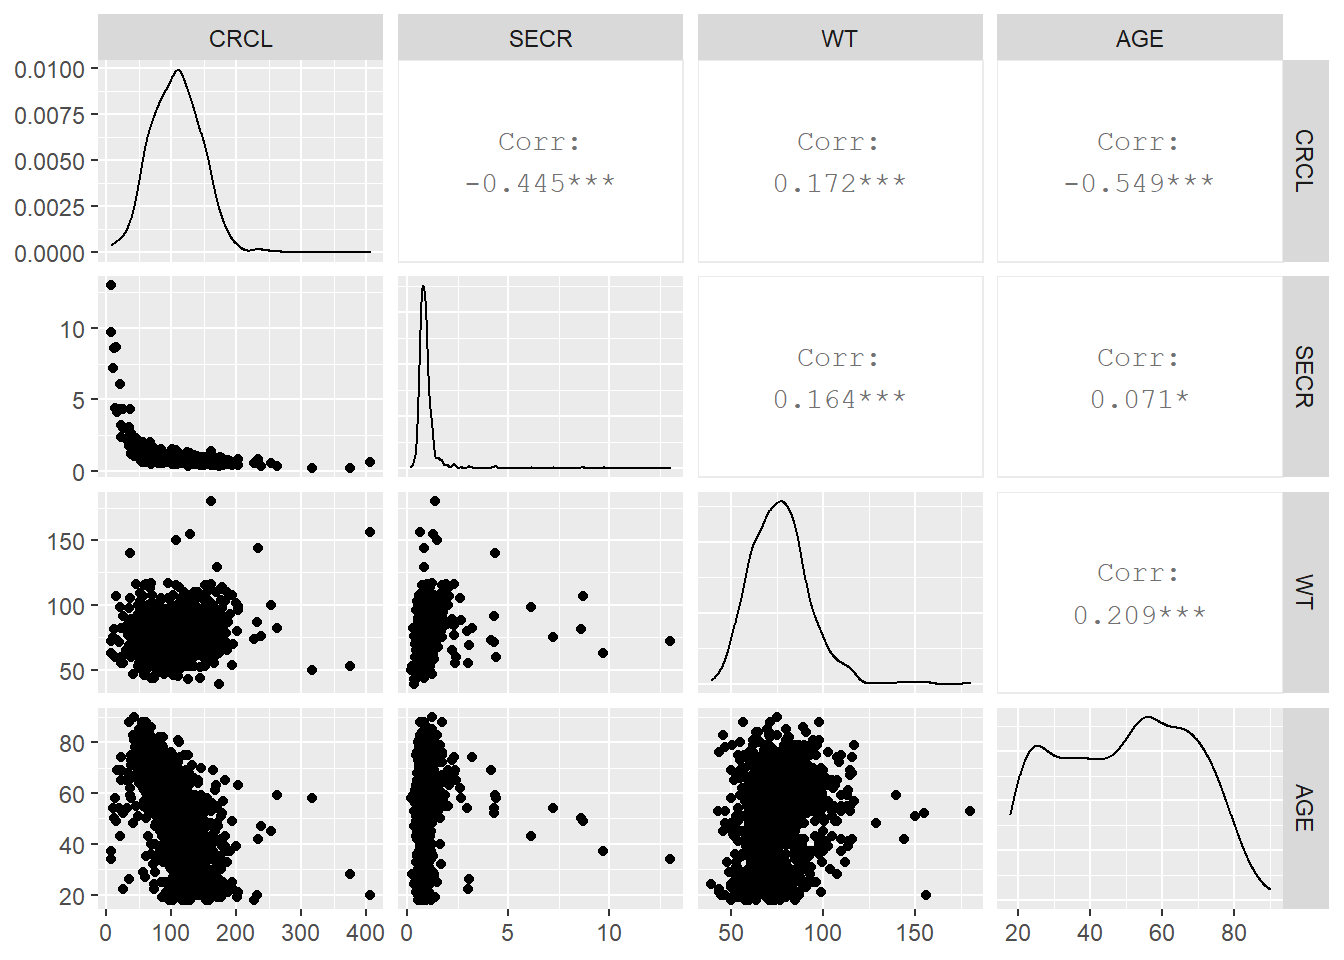 CRCL SECR WT AGE
0.0100
0.0075
0.0050
0.0025
0.0000
Corr:
-0.445***
Corr:
0.172***
Corr:
-0.549***
CRCL
10
5
0
Corr:
0.164***
Corr:
0.071*
SECR
150
100
50
Corr:
0.209***
WT
80
60
40
20
AGE
0 100 200 300 400
0 5 10
50 100 150
20 40 60 80